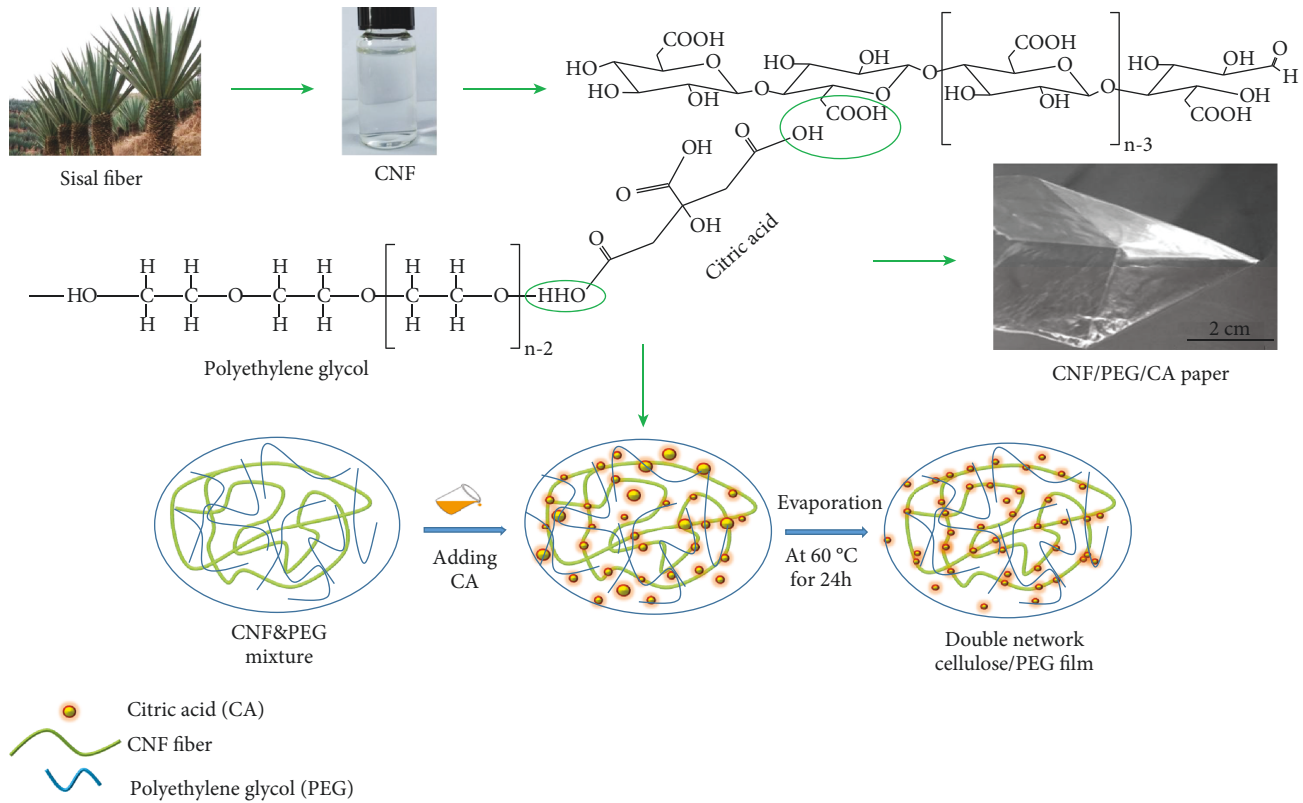 COOH
HO
HO
O
OH
O
HO
OH
O
COOH
O
COOH
HO
O
OH
O
n-3
HO
OH
O
H
OH
COOH
Sisal fiber
CNF
OH
O
O
OH
OH
O
Citric acid
HO
H H H H H H
C C O C C O C C O HHO
H H H H H H
n-2
Polyethylene glycol
2 cm
CNF/PEG/CA paper
Adding
CA
Evaporation
At 60 °C
for 24h
CNF&PEG
mixture
Double network
cellulose/PEG film
Citric acid (CA)
CNF fiber
Polyethylene glycol (PEG)